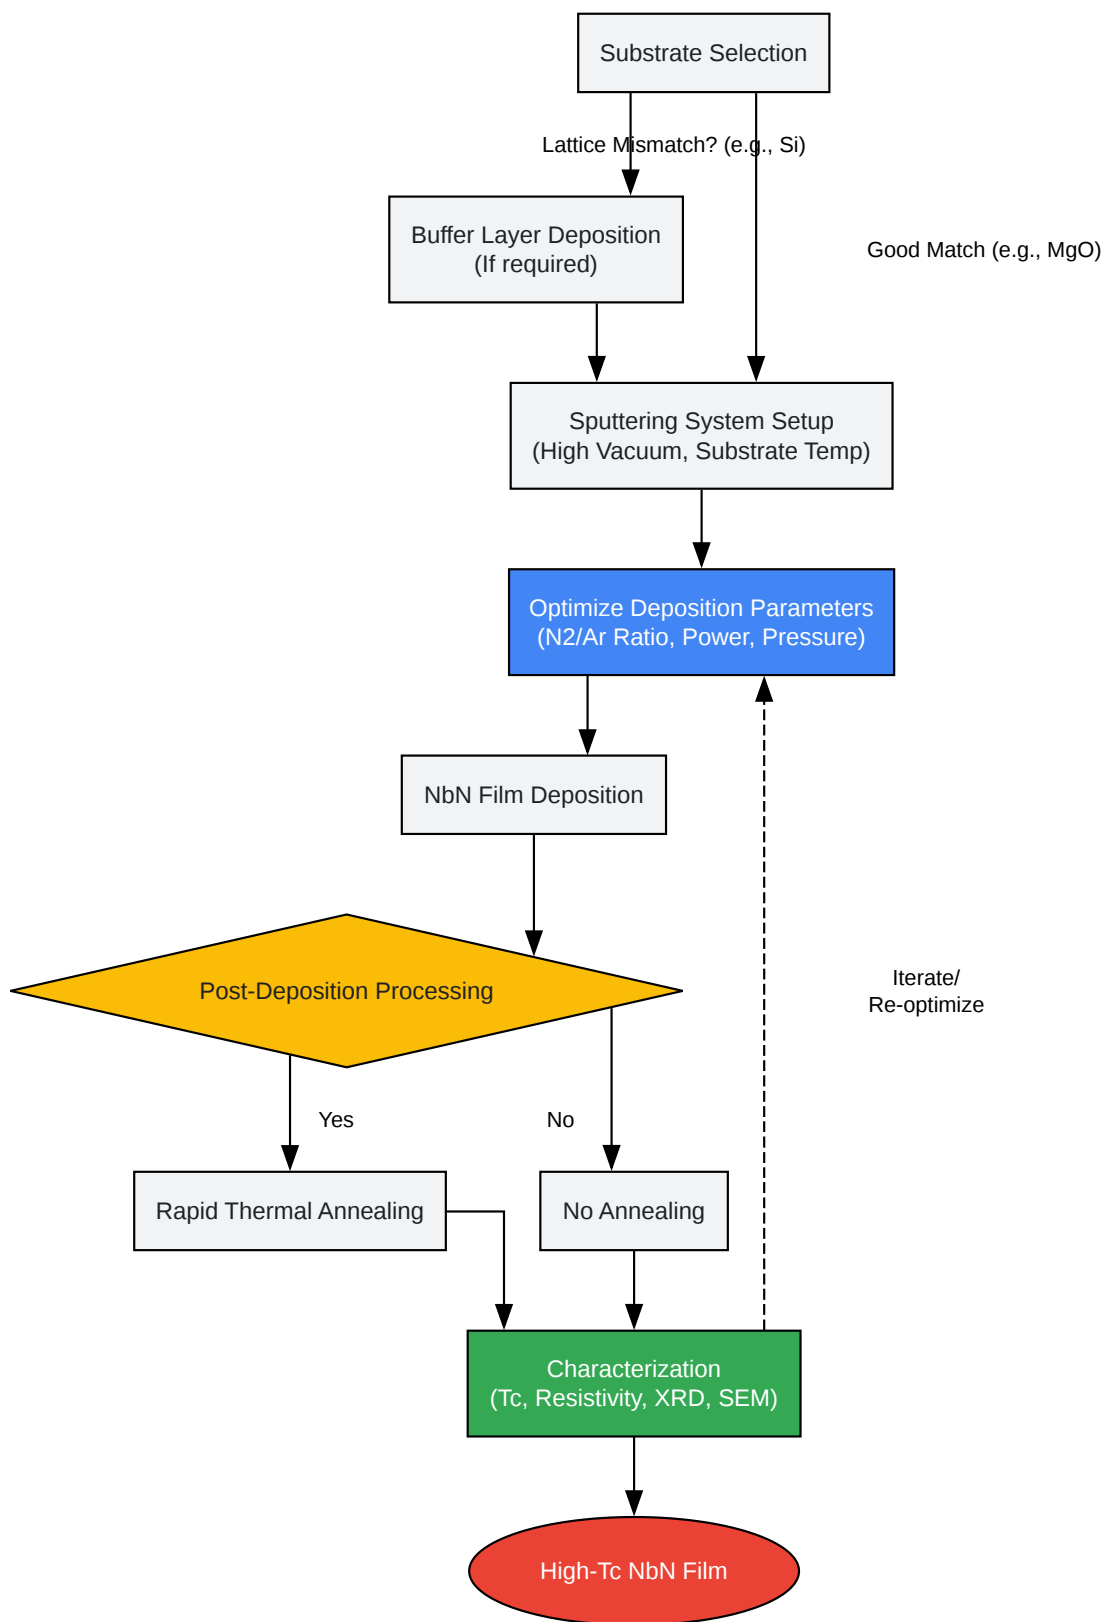 Substrate Selection
Lattice Mismatch? (e.g., Si)
Buffer Layer Deposition
(If required)
Good Match (e.g., MgO)
Sputtering System Setup
(High Vacuum, Substrate Temp)
Optimize Deposition Parameters
(N2/Ar Ratio, Power, Pressure)
NbN Film Deposition
Post-Deposition Processing
Iterate/
Re-optimize
Yes
No
Rapid Thermal Annealing
No Annealing
Characterization
(Tc, Resistivity, XRD, SEM)
High-Tc NbN Film